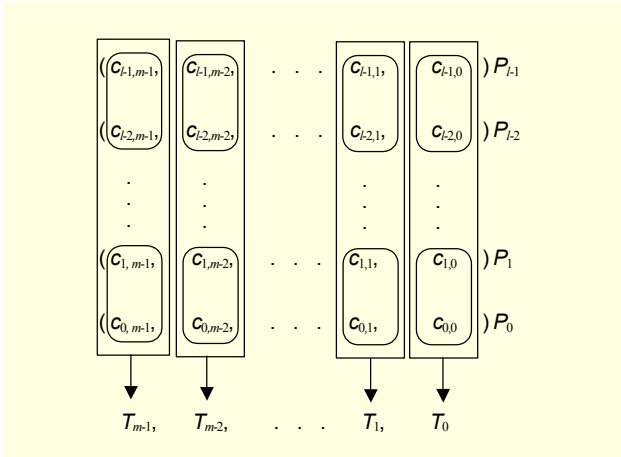 (c_{l-1,m-1}, c_{l-1,m-2}, . . . c_{l-1,1}, c_{l-1,0} ) P_{l-1}
(c_{l-2,m-1}, c_{l-2,m-2}, . . . c_{l-2,1}, c_{l-2,0} ) P_{l-2}
. . . .
. . . .
. . . .
(c_{1, m-1}, c_{1,m-2}, . . . c_{1,1}, c_{1,0} ) P_1
(c_{0, m-1}, c_{0,m-2}, . . . c_{0,1}, c_{0,0} ) P_0
T_{m-1}, T_{m-2}, . . . T_1, T_0